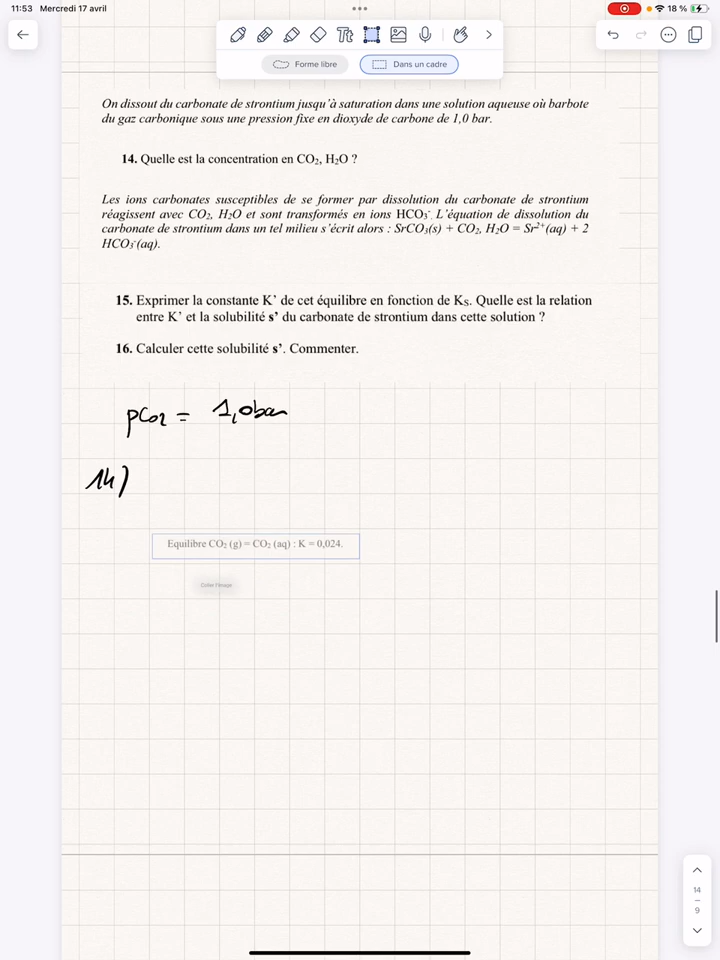 11:53 Mercredi 17 avril
18 %
Forme libre
Dans un cadre
On dissout du carbonate de strontium jusqu'à saturation dans une solution aqueuse où barbote
du gaz carbonique sous une pression fixe en dioxyde de carbone de 1,0 bar.
14. Quelle est la concentration en CO₂, H₂O ?
Les ions carbonates susceptibles de se former par dissolution du carbonate de strontium
réagissent avec CO₂, H₂O et sont transformés en ions HCO₃⁻. L'équation de dissolution du
carbonate de strontium dans un tel milieu s'écrit alors : SrCO₃(s) + CO₂, H₂O = Sr²⁺(aq) + 2
HCO₃⁻(aq).
15. Exprimer la constante K' de cet équilibre en fonction de Kₛ. Quelle est la relation
entre K' et la solubilité s' du carbonate de strontium dans cette solution ?
16. Calculer cette solubilité s'. Commenter.
pCO2 = 1,0 bar
14)
Equilibre CO₂ (g) = CO₂ (aq) : K = 0,024.
Coller l'image
14
9